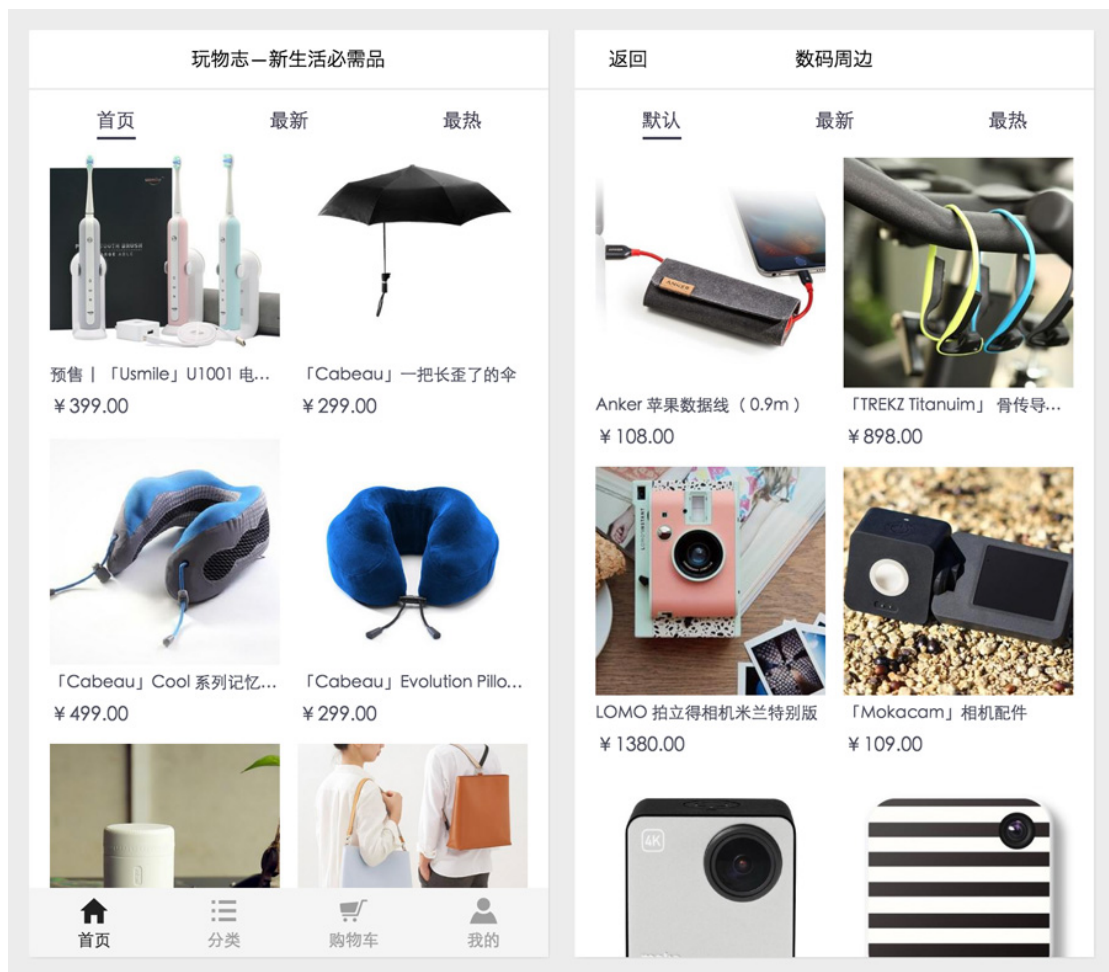 玩物志—新生活必需品
首页
最新
最热
预售丨「Usmile」U1001 电...
「Cabeau」一把长歪了的伞
¥399.00
¥299.00
「Cabeau」Cool 系列记忆...
「Cabeau」Evolution Pillo...
¥499.00
¥299.00
首页
分类
购物车
我的
返回
数码周边
默认
最新
最热
ANKER
Anker 苹果数据线（0.9m）
「TREKZ Titanuim」 骨传导...
¥108.00
¥898.00
LOMO 拍立得相机米兰特别版
「Mokacam」相机配件
¥1380.00
¥109.00
4K